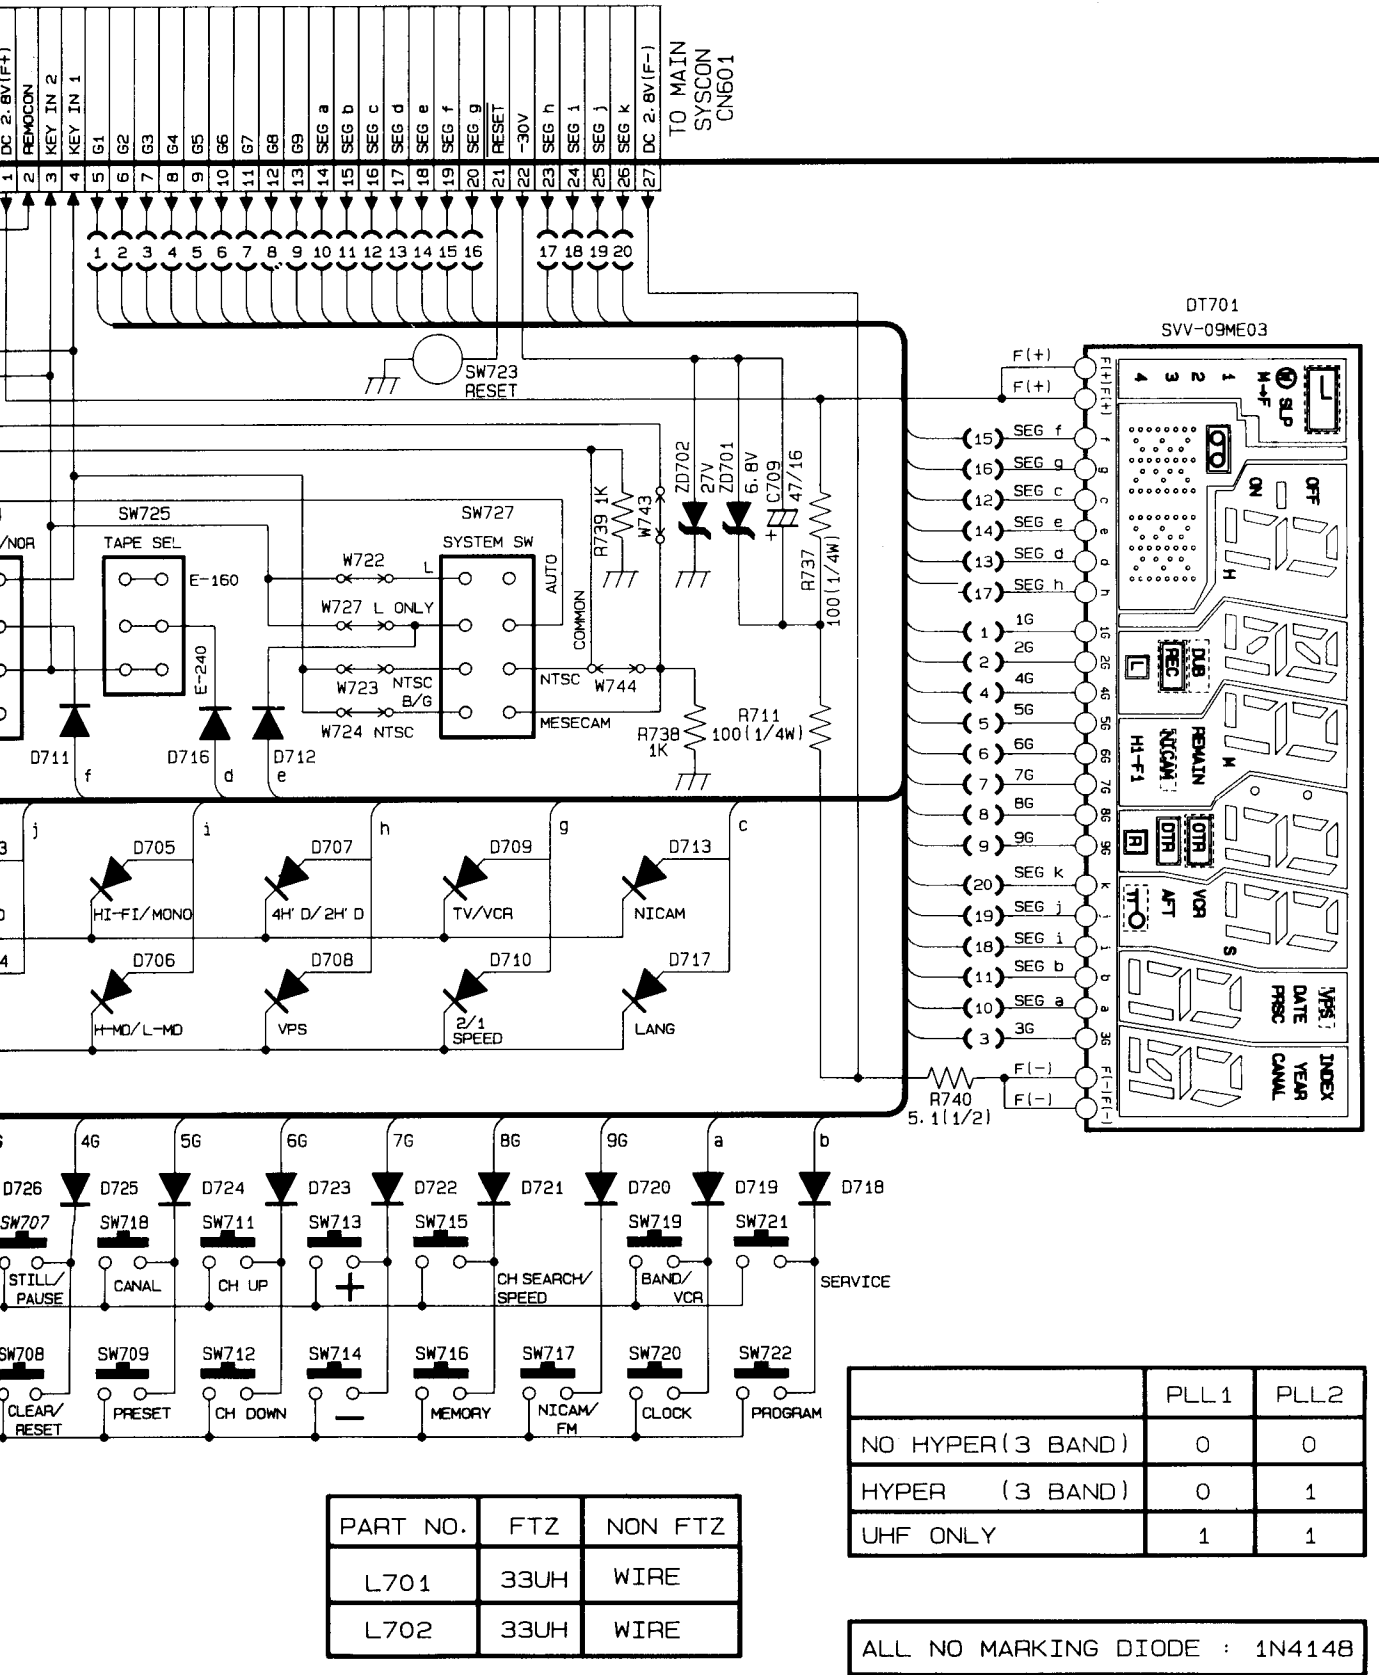 DC 2.8V(F+)
REMOCON
KEY IN 2
KEY IN 1
G1
G2
G3
G4
G5
G6
G7
G8
G9
SEG a
SEG b
SEG c
SEG d
SEG e
SEG f
SEG g
RESET
-30V
SEG h
SEG i
SEG j
SEG k
DC 2.8V(F-)
TO MAIN
SYSCON
CN601
1 2 3 4 5 6 7 8 9 10 11 12 13 14 15 16 17 18 19 20 21 22 23 24 25 26 27
1 2 3 4 5 6 7 8 9 10 11 12 13 14 15 16 17 18 19 20
SW723
RESET
DT701
SVV-09ME03
F(+)
F(+)
15 SEG f
16 SEG g
12 SEG c
14 SEG e
13 SEG d
17 SEG h
1 1G
2 2G
4 4G
5 5G
6 6G
7 7G
8 8G
9 9G
20 SEG k
19 SEG j
18 SEG i
11 SEG b
10 SEG a
3 3G
F(-)
F(-)
F(+)
F(+)
f
g
c
e
d
h
1G
2G
4G
5G
6G
7G
8G
9G
k
j
i
b
a
3G
F(-)
F(-)
4 3 2 1
M→F
W SLP
ON
OFF
H
L
REC
DUB
HI-FI
NICAM
REMAIN
M
R
OTR
OTR
AFT
VCR
S
PRSC
DATE
VPS
CANAL
YEAR
INDEX
/NOR
SW725
TAPE SEL
E-160
E-240
W722
L
W727 L ONLY
W723
NTSC
B/G
W724 NTSC
SW727
SYSTEM SW
AUTO
COMMON
NTSC
W744
MESECAM
R739 1K
W743
ZD702
27V
ZD701
6.8V
C709
47/16
+
R737
100(1/4W)
R738
1K
R711
100(1/4W)
R740
5.1(1/2)
D711
f
D716
d
D712
e
j
i
h
g
c
D705
HI-FI/MONO
D707
4H'D/2H'D
D709
TV/VCR
D713
NICAM
D706
H-MD/L-MD
D708
VPS
D710
2/1
SPEED
D717
LANG
4G
5G
6G
7G
8G
9G
a
b
D726
D725
D724
D723
D722
D721
D720
D719
D718
SW707
STILL/
PAUSE
SW718
CANAL
SW711
CH UP
SW713
+
SW715
CH SEARCH/
SPEED
SW719
BAND/
VCR
SW721
SERVICE
SW708
CLEAR/
RESET
SW709
PRESET
SW712
CH DOWN
SW714
—
SW716
MEMORY
SW717
NICAM/
FM
SW720
CLOCK
SW722
PROGRAM
PLL1 PLL2
NO HYPER(3 BAND) 0 0
HYPER (3 BAND) 0 1
UHF ONLY 1 1
PART NO. FTZ NON FTZ
L701 33UH WIRE
L702 33UH WIRE
ALL NO MARKING DIODE : 1N4148